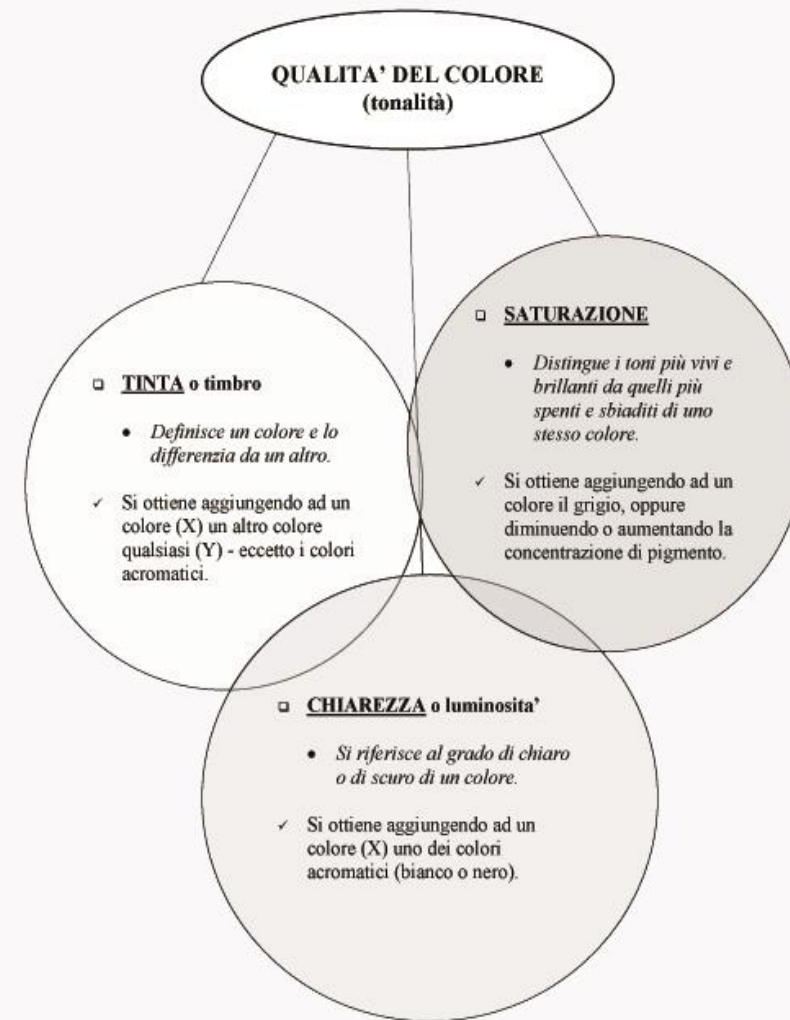 QUALITA’ DEL COLORE
(tonalità)
❑ TINTA o timbro
• Definisce un colore e lo
differenzia da un altro.
✓ Si ottiene aggiungendo ad un
colore (X) un altro colore
qualsiasi (Y) - eccetto i colori
acromatici.
❑ SATURAZIONE
• Distingue i toni più vivi e
brillanti da quelli più
spenti e sbiaditi di uno
stesso colore.
✓ Si ottiene aggiungendo ad un
colore il grigio, oppure
diminuendo o aumentando la
concentrazione di pigmento.
❑ CHIAREZZA o luminosita’
• Si riferisce al grado di chiaro
o di scuro di un colore.
✓ Si ottiene aggiungendo ad un
colore (X) uno dei colori
acromatici (bianco o nero).